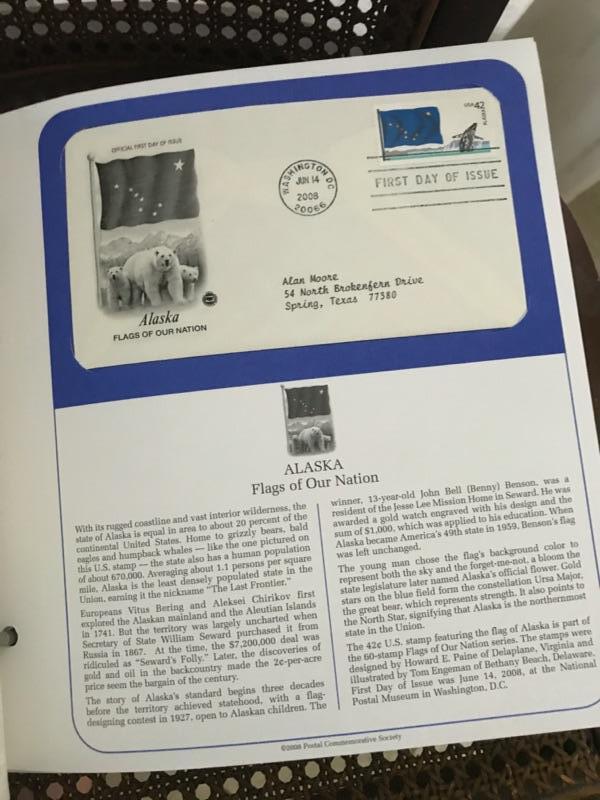 OFFICIAL FIRST DAY OF ISSUE
USA 42
ALASKA
WASHINGTON DC
JUN 14
2008
20066
FIRST DAY OF ISSUE
Alan Moore
54 North Brokenfern Drive
Spring, Texas 77380
Alaska
FLAGS OF OUR NATION
ALASKA
Flags of Our Nation
With its rugged coastline and vast interior wilderness, the
state of Alaska is equal in area to about 20 percent of the
continental United States. Home to grizzly bears, bald
eagles and humpback whales — like the one pictured on
this U.S. stamp — the state also has a human population
of about 670,000. Averaging about 1.1 persons per square
mile, Alaska is the least densely populated state in the
Union, earning it the nickname "The Last Frontier."
Europeans Vitus Bering and Aleksei Chirikov first
explored the Alaskan mainland and the Aleutian Islands
in 1741. But the territory was largely uncharted when
Secretary of State William Seward purchased it from
Russia in 1867. At the time, the $7,200,000 deal was
ridiculed as "Seward's Folly." Later, the discoveries of
gold and oil in the backcountry made the 2¢-per-acre
price seem the bargain of the century.
The story of Alaska's standard begins three decades
before the territory achieved statehood, with a flag-
designing contest in 1927, open to Alaskan children. The
winner, 13-year-old John Bell (Benny) Benson, was a
resident of the Jesse Lee Mission Home in Seward. He was
awarded a gold watch engraved with his design and the
sum of $1,000, which was applied to his education. When
Alaska became America's 49th state in 1959, Benson's flag
was left unchanged.
The young man chose the flag's background color to
represent both the sky and the forget-me-not, a bloom the
state legislature later named Alaska's official flower. Gold
stars on the blue field form the constellation Ursa Major,
the great bear, which represents strength. It also points to
the North Star, signifying that Alaska is the northernmost
state in the Union.
The 42¢ U.S. stamp featuring the flag of Alaska is part of
the 60-stamp Flags of Our Nation series. The stamps were
designed by Howard E. Paine of Delaplane, Virginia and
illustrated by Tom Engeman of Bethany Beach, Delaware.
First Day of Issue was June 14, 2008, at the National
Postal Museum in Washington, D.C.
©2008 Postal Commemorative Society